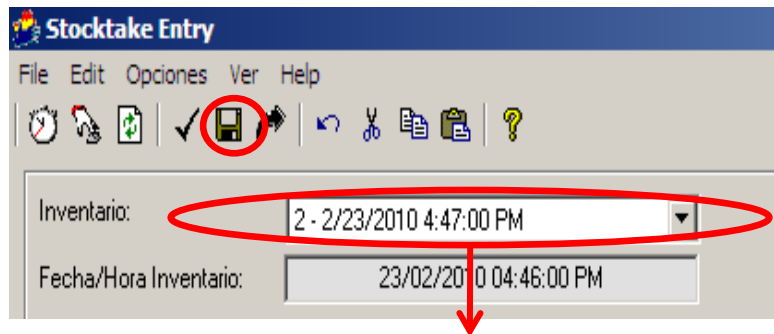 Stocktake Entry
File Edit Opciones Ver Help
Inventario: 2 - 2/23/2010 4:47:00 PM
Fecha/Hora Inventario: 23/02/2010 04:46:00 PM